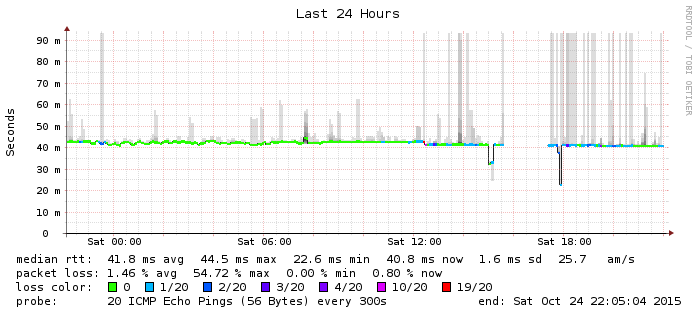 Last 24 Hours
RRDTOOL / TOBI OETIKER
Seconds
90 m
80 m
70 m
60 m
50 m
40 m
30 m
20 m
10 m
0
Sat 00:00 Sat 06:00 Sat 12:00 Sat 18:00
median rtt: 41.8 ms avg 44.5 ms max 22.6 ms min 40.8 ms now 1.6 ms sd 25.7 am/s
packet loss: 1.46 % avg 54.72 % max 0.00 % min 0.80 % now
loss color: 0 1/20 2/20 3/20 4/20 10/20 19/20
probe: 20 ICMP Echo Pings (56 Bytes) every 300s end: Sat Oct 24 22:05:04 2015